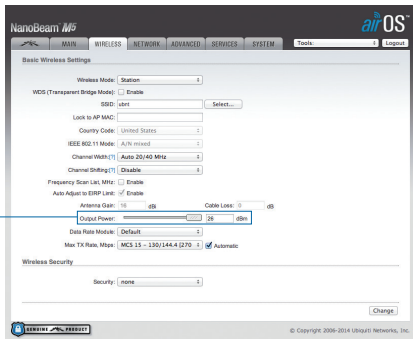 NanoBeam M5
airOS™
MAIN WIRELESS NETWORK ADVANCED SERVICES SYSTEM Tools: Logout
Basic Wireless Settings
Wireless Mode: Station
WDS (Transparent Bridge Mode): Enable
SSID: ubnt Select...
Lock to AP MAC:
Country Code: United States
IEEE 802.11 Mode: A/N mixed
Channel Width:[?] Auto 20/40 MHz
Channel Shifting:[?] Disable
Frequency Scan List, MHz: Enable
Auto Adjust to EIRP Limit: Enable
Antenna Gain: 16 dBi Cable Loss: 0 dB
Output Power: 26 dBm
Data Rate Module: Default
Max TX Rate, Mbps: MCS 15 - 130/144.4 [270 Automatic
Wireless Security
Security: none
Change
GENUINE PRODUCT
© Copyright 2006-2014 Ubiquiti Networks, Inc.